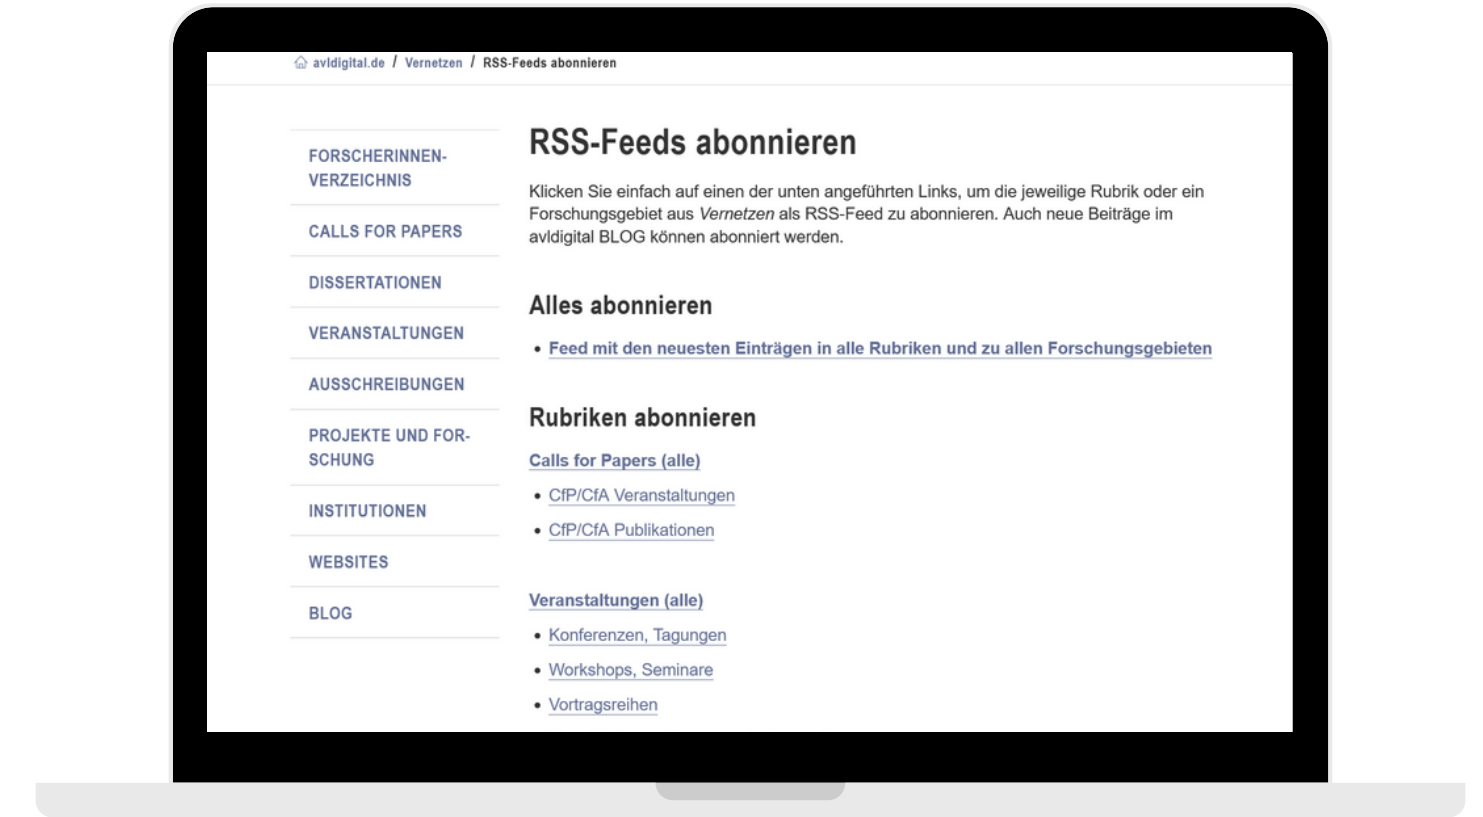 avldigital.de / Vernetzen / RSS-Feeds abonnieren
FORSCHERINNEN-
VERZEICHNIS
CALLS FOR PAPERS
DISSERTATIONEN
VERANSTALTUNGEN
AUSSCHREIBUNGEN
PROJEKTE UND FOR-
SCHUNG
INSTITUTIONEN
WEBSITES
BLOG
RSS-Feeds abonnieren
Klicken Sie einfach auf einen der unten angeführten Links, um die jeweilige Rubrik oder ein
Forschungsgebiet aus Vernetzen als RSS-Feed zu abonnieren. Auch neue Beiträge im
avldigital BLOG können abonniert werden.
Alles abonnieren
• Feed mit den neuesten Einträgen in alle Rubriken und zu allen Forschungsgebieten
Rubriken abonnieren
Calls for Papers (alle)
• CfP/CfA Veranstaltungen
• CfP/CfA Publikationen
Veranstaltungen (alle)
• Konferenzen, Tagungen
• Workshops, Seminare
• Vortragsreihen